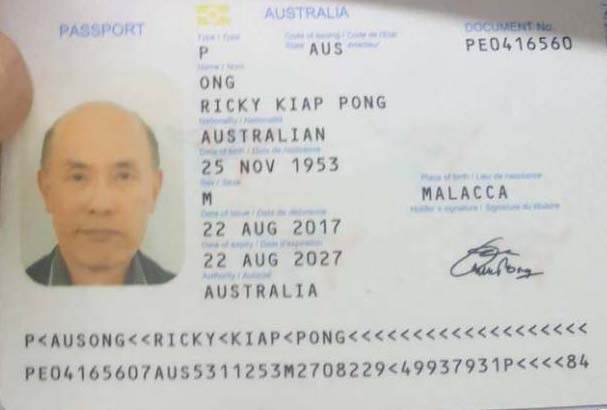 PASSPORT
AUSTRALIA
Type / Type
Code of issuing / Code de l'Etat
DOCUMENT No.
P
State AUS émetteur
PE0416560
Name / Nom
ONG
RICKY KIAP PONG
Nationality / Nationalité
AUSTRALIAN
Date of birth / Date de naissance
25 NOV 1953
Sex / Sexe
Place of birth / Lieu de naissance
M
MALACCA
Date of issue / Date de délivrance
Holder's signature / Signature du titulaire
22 AUG 2017
Date of expiry / Date d'expiration
22 AUG 2027
Authority / Autorité
AUSTRALIA
P<AUSONG<<RICKY<KIAP<PONG<<<<<<<<<<<<<<<<<<<
PE04165607AUS5311253M2708229<49937931P<<<<84